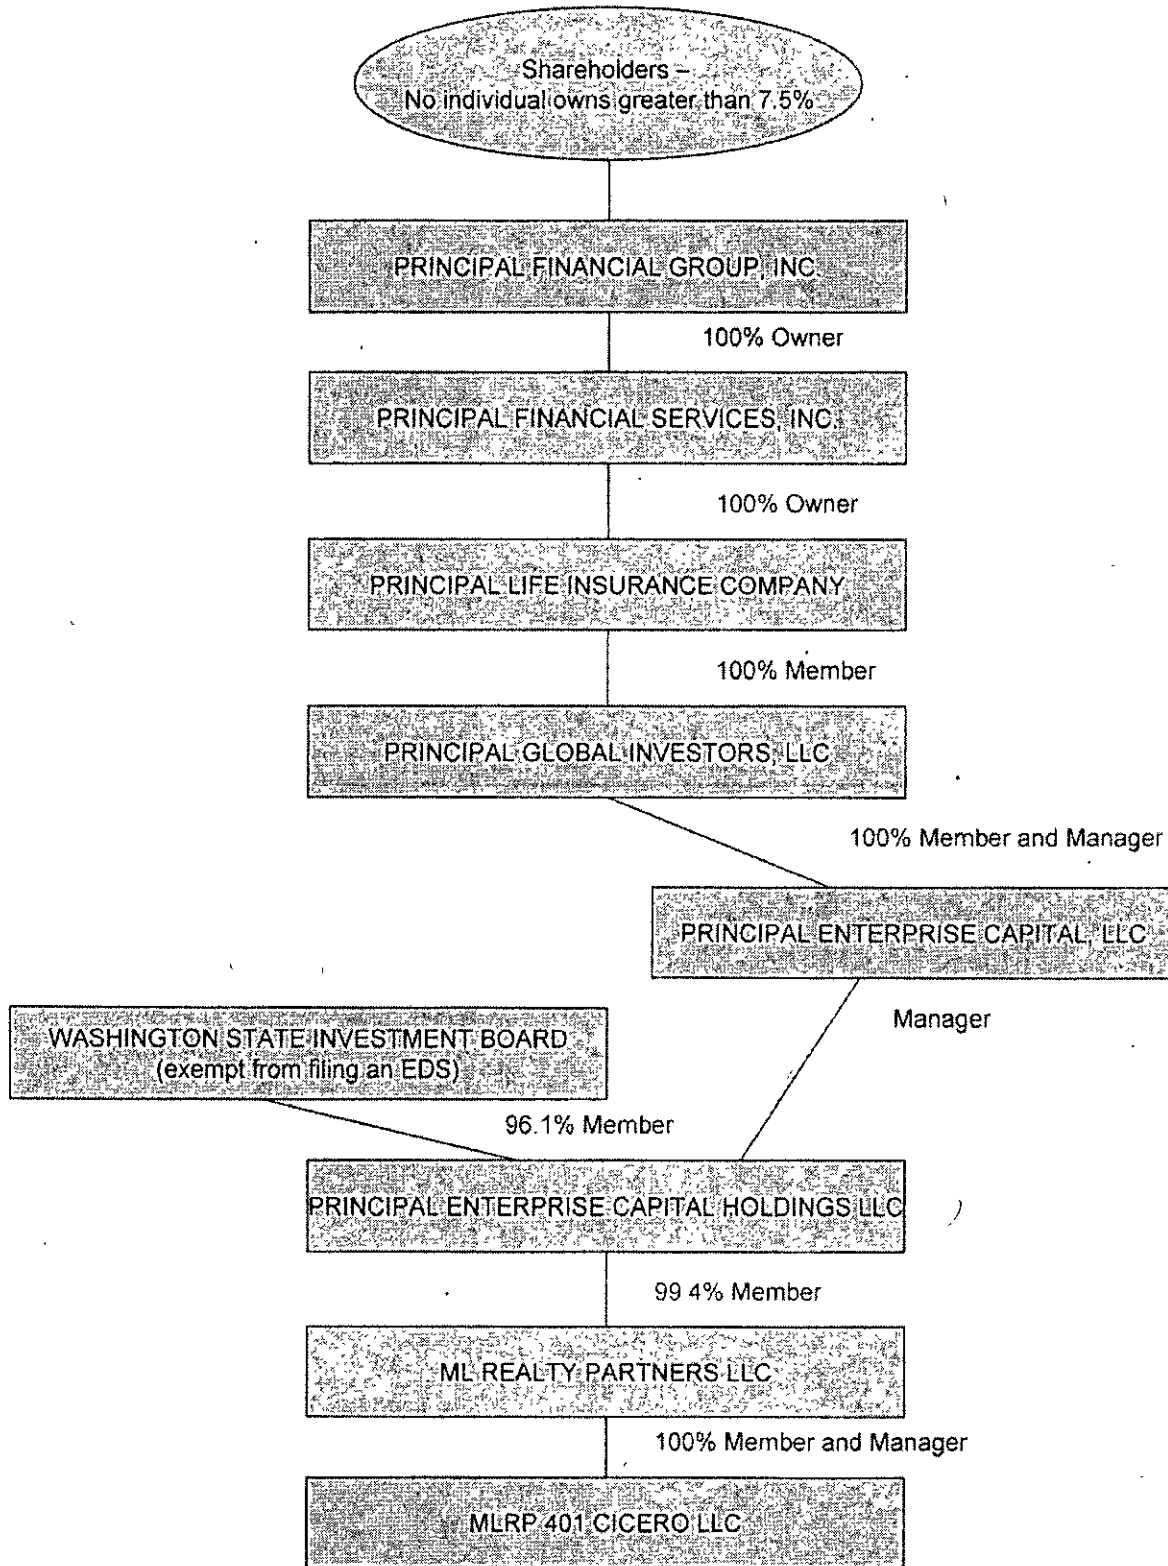 Shareholders –
No individual owns greater than 7.5%
PRINCIPAL FINANCIAL GROUP, INC.
100% Owner
PRINCIPAL FINANCIAL SERVICES, INC.
100% Owner
PRINCIPAL LIFE INSURANCE COMPANY
100% Member
PRINCIPAL GLOBAL INVESTORS, LLC
100% Member and Manager
PRINCIPAL ENTERPRISE CAPITAL, LLC
Manager
WASHINGTON STATE INVESTMENT BOARD
(exempt from filing an EDS)
96.1% Member
PRINCIPAL ENTERPRISE CAPITAL HOLDINGS LLC
99 4% Member
ML REALTY PARTNERS LLC
100% Member and Manager
MLRP 401 CICERO LLC